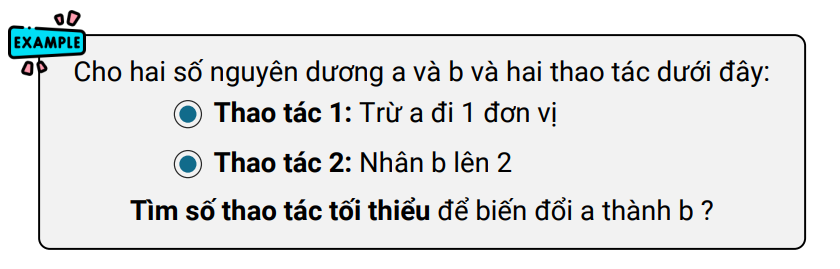 EXAMPLE
Cho hai số nguyên dương a và b và hai thao tác dưới đây:
Thao tác 1: Trừ a đi 1 đơn vị
Thao tác 2: Nhân b lên 2
Tìm số thao tác tối thiểu để biến đổi a thành b ?